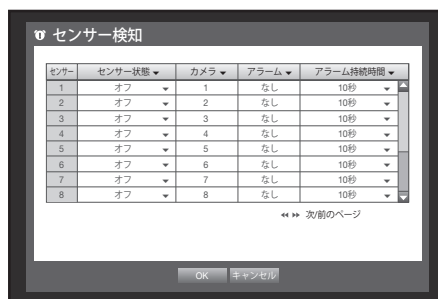 センサー検知
センサー センサー状態 カメラ アラーム アラーム持続時間
1 オフ 1 なし 10秒
2 オフ 2 なし 10秒
3 オフ 3 なし 10秒
4 オフ 4 なし 10秒
5 オフ 5 なし 10秒
6 オフ 6 なし 10秒
7 オフ 7 なし 10秒
8 オフ 8 なし 10秒
次/前のページ
OK キャンセル